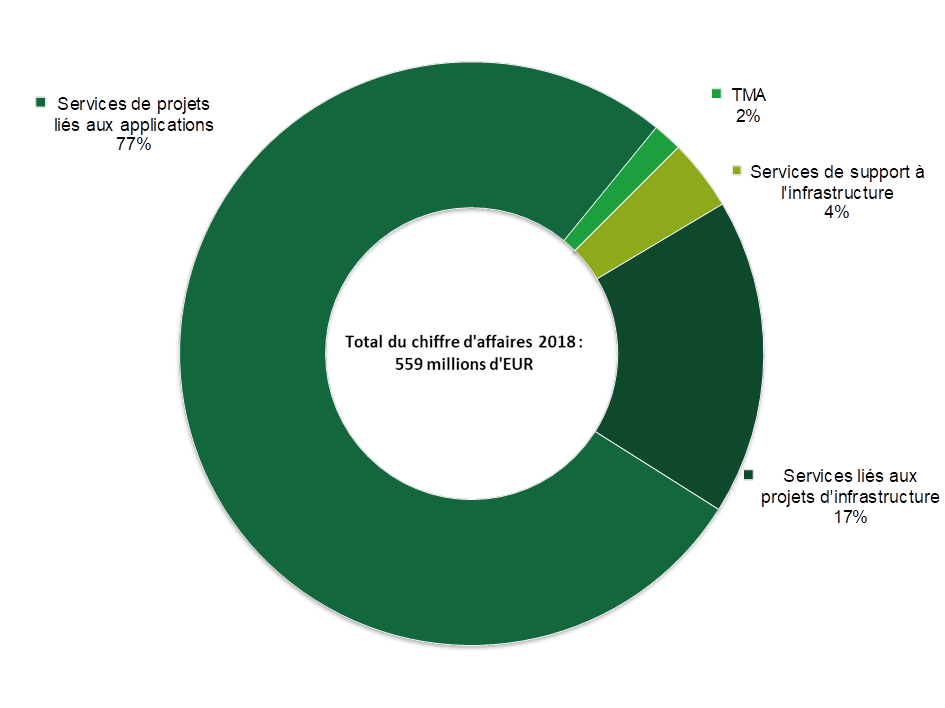 Services de projets
liés aux applications
77%
TMA
2%
Services de support à
l'infrastructure
4%
Total du chiffre d'affaires 2018 :
559 millions d'EUR
Services liés aux
projets d'infrastructure
17%